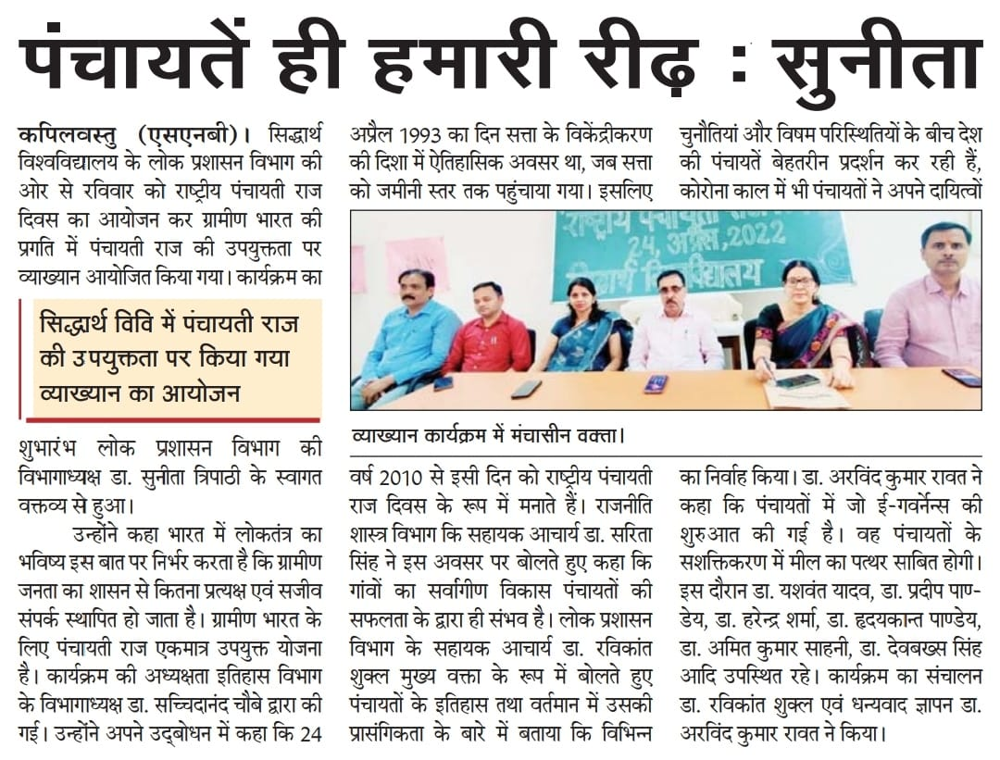 पंचायतें ही हमारी रीढ़ : सुनीता
कपिलवस्तु (एसएनबी)। सिद्धार्थ
विश्वविद्यालय के लोक प्रशासन विभाग की
ओर से रविवार को राष्ट्रीय पंचायती राज
दिवस का आयोजन कर ग्रामीण भारत की
प्रगति में पंचायती राज की उपयुक्तता पर
व्याख्यान आयोजित किया गया। कार्यक्रम का
सिद्धार्थ विवि में पंचायती राज
की उपयुक्तता पर किया गया
व्याख्यान का आयोजन
शुभारंभ लोक प्रशासन विभाग की
विभागाध्यक्ष डा. सुनीता त्रिपाठी के स्वागत
वक्तव्य से हुआ।
उन्होंने कहा भारत में लोकतंत्र का
भविष्य इस बात पर निर्भर करता है कि ग्रामीण
जनता का शासन से कितना प्रत्यक्ष एवं सजीव
संपर्क स्थापित हो जाता है। ग्रामीण भारत के
लिए पंचायती राज एकमात्र उपयुक्त योजना
है। कार्यक्रम की अध्यक्षता इतिहास विभाग
के विभागाध्यक्ष डा. सच्चिदानंद चौबे द्वारा की
गई। उन्होंने अपने उद्बोधन में कहा कि 24
अप्रैल 1993 का दिन सत्ता के विकेंद्रीकरण
की दिशा में ऐतिहासिक अवसर था, जब सत्ता
को जमीनी स्तर तक पहुंचाया गया। इसलिए
राष्ट्रीय पंचायती
24, अप्रैल, 2022
सिद्धार्थ विश्वविद्यालय
व्याख्यान कार्यक्रम में मंचासीन वक्ता।
वर्ष 2010 से इसी दिन को राष्ट्रीय पंचायती
राज दिवस के रूप में मनाते हैं। राजनीति
शास्त्र विभाग कि सहायक आचार्य डा. सरिता
सिंह ने इस अवसर पर बोलते हुए कहा कि
गांवों का सर्वांगीण विकास पंचायतों की
सफलता के द्वारा ही संभव है। लोक प्रशासन
विभाग के सहायक आचार्य डा. रविकांत
शुक्ल मुख्य वक्ता के रूप में बोलते हुए
पंचायतों के इतिहास तथा वर्तमान में उसकी
प्रासंगिकता के बारे में बताया कि विभिन्न
चुनौतियां और विषम परिस्थितियों के बीच देश
की पंचायतें बेहतरीन प्रदर्शन कर रही हैं,
कोरोना काल में भी पंचायतों ने अपने दायित्वों
का निर्वाह किया। डा. अरविंद कुमार रावत ने
कहा कि पंचायतों में जो ई-गवर्नेन्स की
शुरुआत की गई है। वह पंचायतों के
सशक्तिकरण में मील का पत्थर साबित होगी।
इस दौरान डा. यशवंत यादव, डा. प्रदीप पाण-
डेय, डा. हरेन्द्र शर्मा, डा. हृदयकान्त पाण्डेय,
डा. अमित कुमार साहनी, डा. देवबख्स सिंह
आदि उपस्थित रहे। कार्यक्रम का संचालन
डा. रविकांत शुक्ल एवं धन्यवाद ज्ञापन डा.
अरविंद कुमार रावत ने किया।